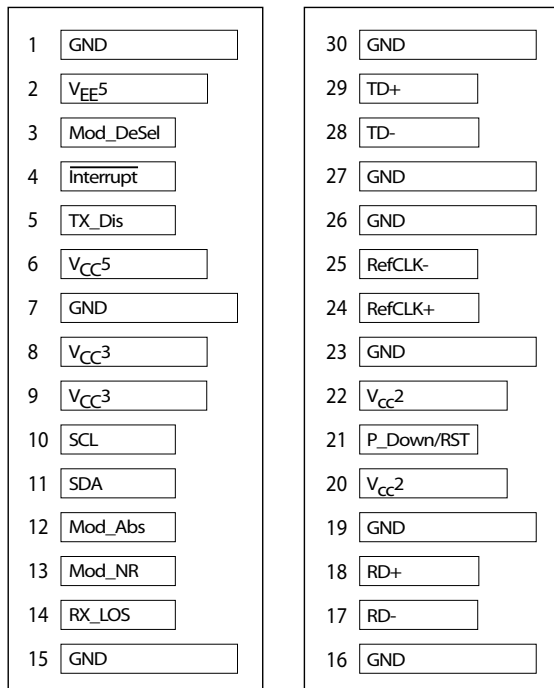 1 GND
2 VEE5
3 Mod_DeSel
4 Interrupt
5 TX_Dis
6 VCC5
7 GND
8 VCC3
9 VCC3
10 SCL
11 SDA
12 Mod_Abs
13 Mod_NR
14 RX_LOS
15 GND
30 GND
29 TD+
28 TD-
27 GND
26 GND
25 RefCLK-
24 RefCLK+
23 GND
22 Vcc2
21 P_Down/RST
20 Vcc2
19 GND
18 RD+
17 RD-
16 GND